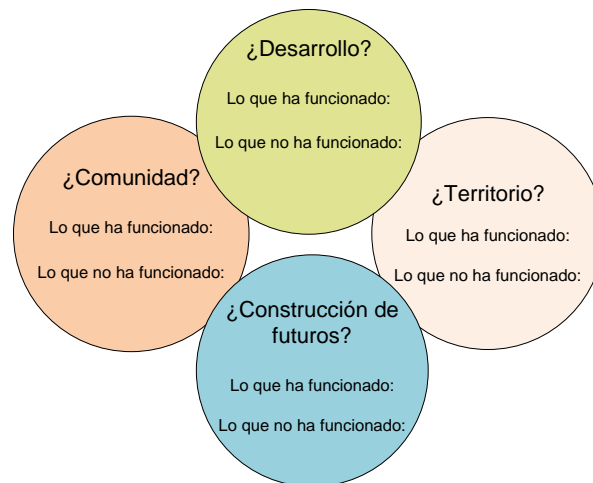 ¿Desarrollo?
Lo que ha funcionado:
Lo que no ha funcionado:
¿Comunidad?
Lo que ha funcionado:
Lo que no ha funcionado:
¿Territorio?
Lo que ha funcionado:
Lo que no ha funcionado:
¿Construcción de
futuros?
Lo que ha funcionado:
Lo que no ha funcionado: